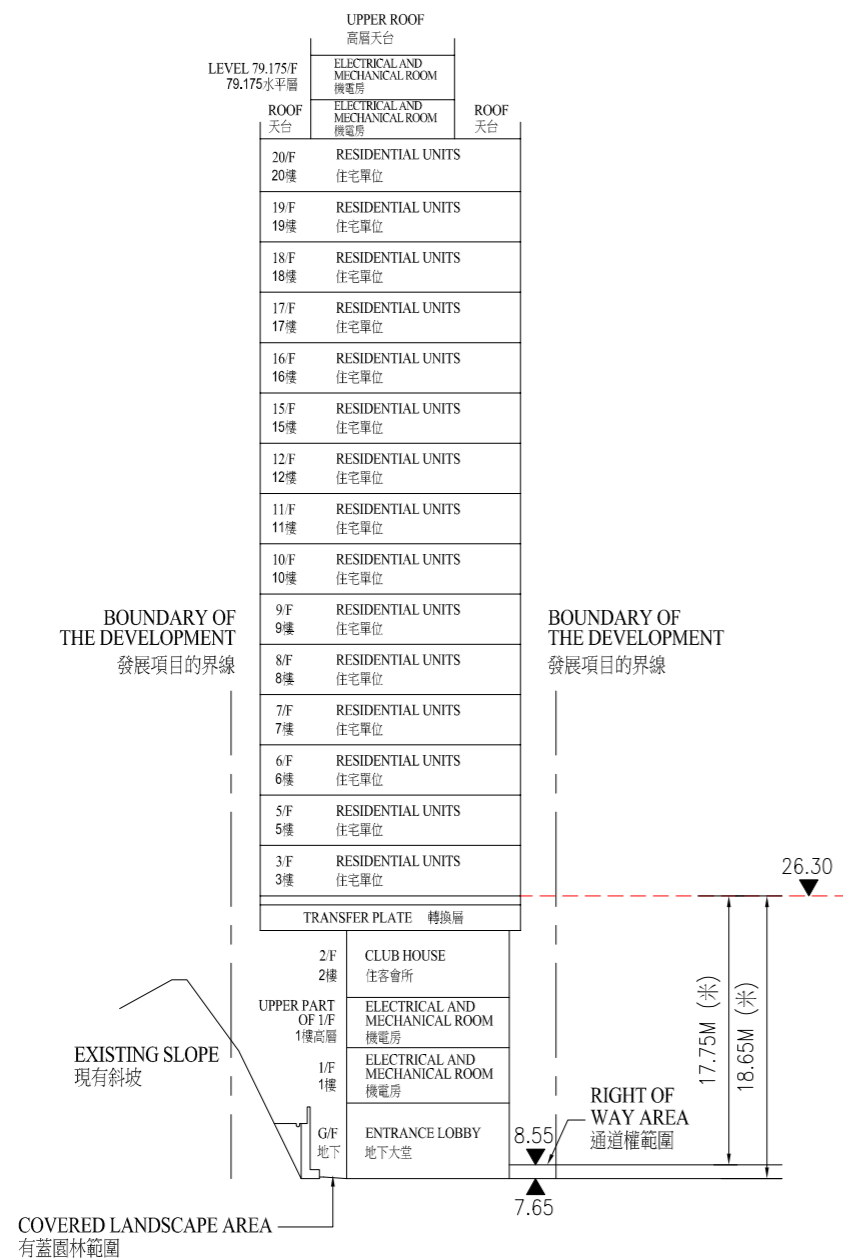 UPPER ROOF
高層天台
LEVEL 79.175/F
79.175水平層
ELECTRICAL AND
MECHANICAL ROOM
機電房
ROOF
天台
ELECTRICAL AND
MECHANICAL ROOM
機電房
ROOF
天台
20/F RESIDENTIAL UNITS
20樓 住宅單位
19/F RESIDENTIAL UNITS
19樓 住宅單位
18/F RESIDENTIAL UNITS
18樓 住宅單位
17/F RESIDENTIAL UNITS
17樓 住宅單位
16/F RESIDENTIAL UNITS
16樓 住宅單位
15/F RESIDENTIAL UNITS
15樓 住宅單位
12/F RESIDENTIAL UNITS
12樓 住宅單位
11/F RESIDENTIAL UNITS
11樓 住宅單位
10/F RESIDENTIAL UNITS
10樓 住宅單位
9/F RESIDENTIAL UNITS
9樓 住宅單位
BOUNDARY OF
THE DEVELOPMENT
發展項目的界線
BOUNDARY OF
THE DEVELOPMENT
發展項目的界線
8/F RESIDENTIAL UNITS
8樓 住宅單位
7/F RESIDENTIAL UNITS
7樓 住宅單位
6/F RESIDENTIAL UNITS
6樓 住宅單位
5/F RESIDENTIAL UNITS
5樓 住宅單位
3/F RESIDENTIAL UNITS
3樓 住宅單位
26.30
TRANSFER PLATE 轉換層
2/F CLUB HOUSE
2樓 住客會所
UPPER PART
OF 1/F
1樓高層
ELECTRICAL AND
MECHANICAL ROOM
機電房
17.75M (米)
18.65M (米)
EXISTING SLOPE
現有斜坡
1/F
1樓
ELECTRICAL AND
MECHANICAL ROOM
機電房
RIGHT OF
WAY AREA
通道權範圍
G/F ENTRANCE LOBBY
地下 地下大堂
8.55
7.65
COVERED LANDSCAPE AREA
有蓋園林範圍